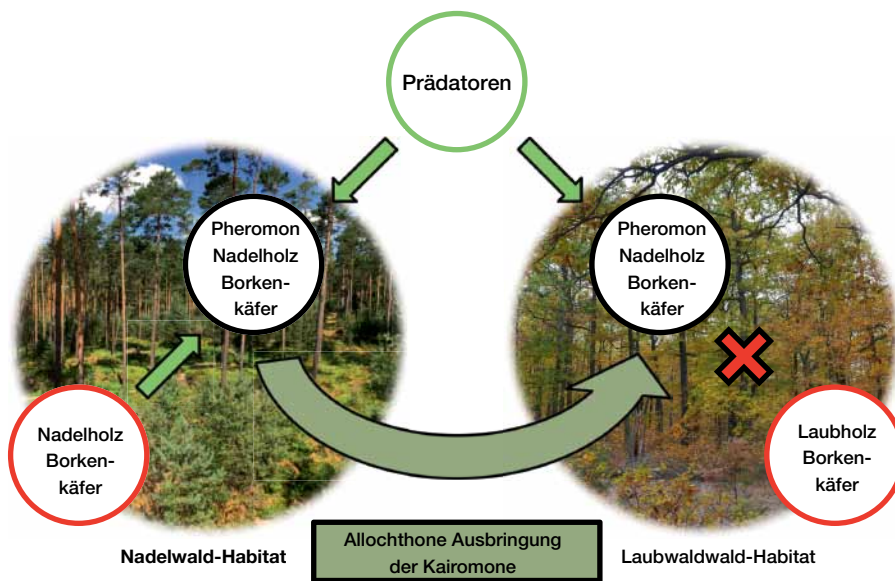 Prädatoren
Pheromon
Nadelholz
Borken-
käfer
Pheromon
Nadelholz
Borken-
käfer
Nadelholz
Borken-
käfer
Laubholz
Borken-
käfer
Nadelwald-Habitat
Allochthone Ausbringung
der Kairomone
Laubwaldwald-Habitat